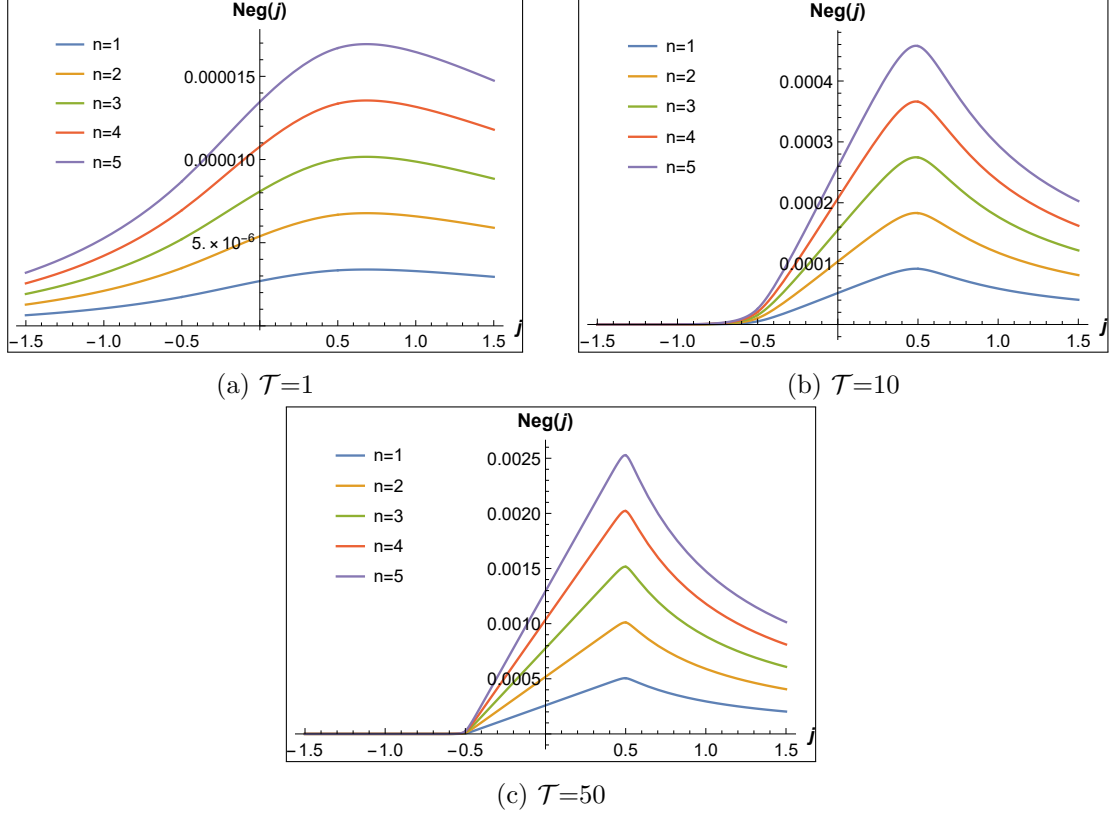 Neg(j)
n=1
n=2
n=3
n=4
n=5
0.000015
0.000010
5.×10⁻⁶
−1.5 −1.0 −0.5 0.5 1.0 1.5 j
(a) 𝒯=1
Neg(j)
n=1
n=2
n=3
n=4
n=5
0.0004
0.0003
0.0002
0.0001
−1.5 −1.0 −0.5 0.5 1.0 1.5 j
(b) 𝒯=10
Neg(j)
n=1
n=2
n=3
n=4
n=5
0.0025
0.0020
0.0015
0.0010
0.0005
−1.5 −1.0 −0.5 0.5 1.0 1.5 j
(c) 𝒯=50